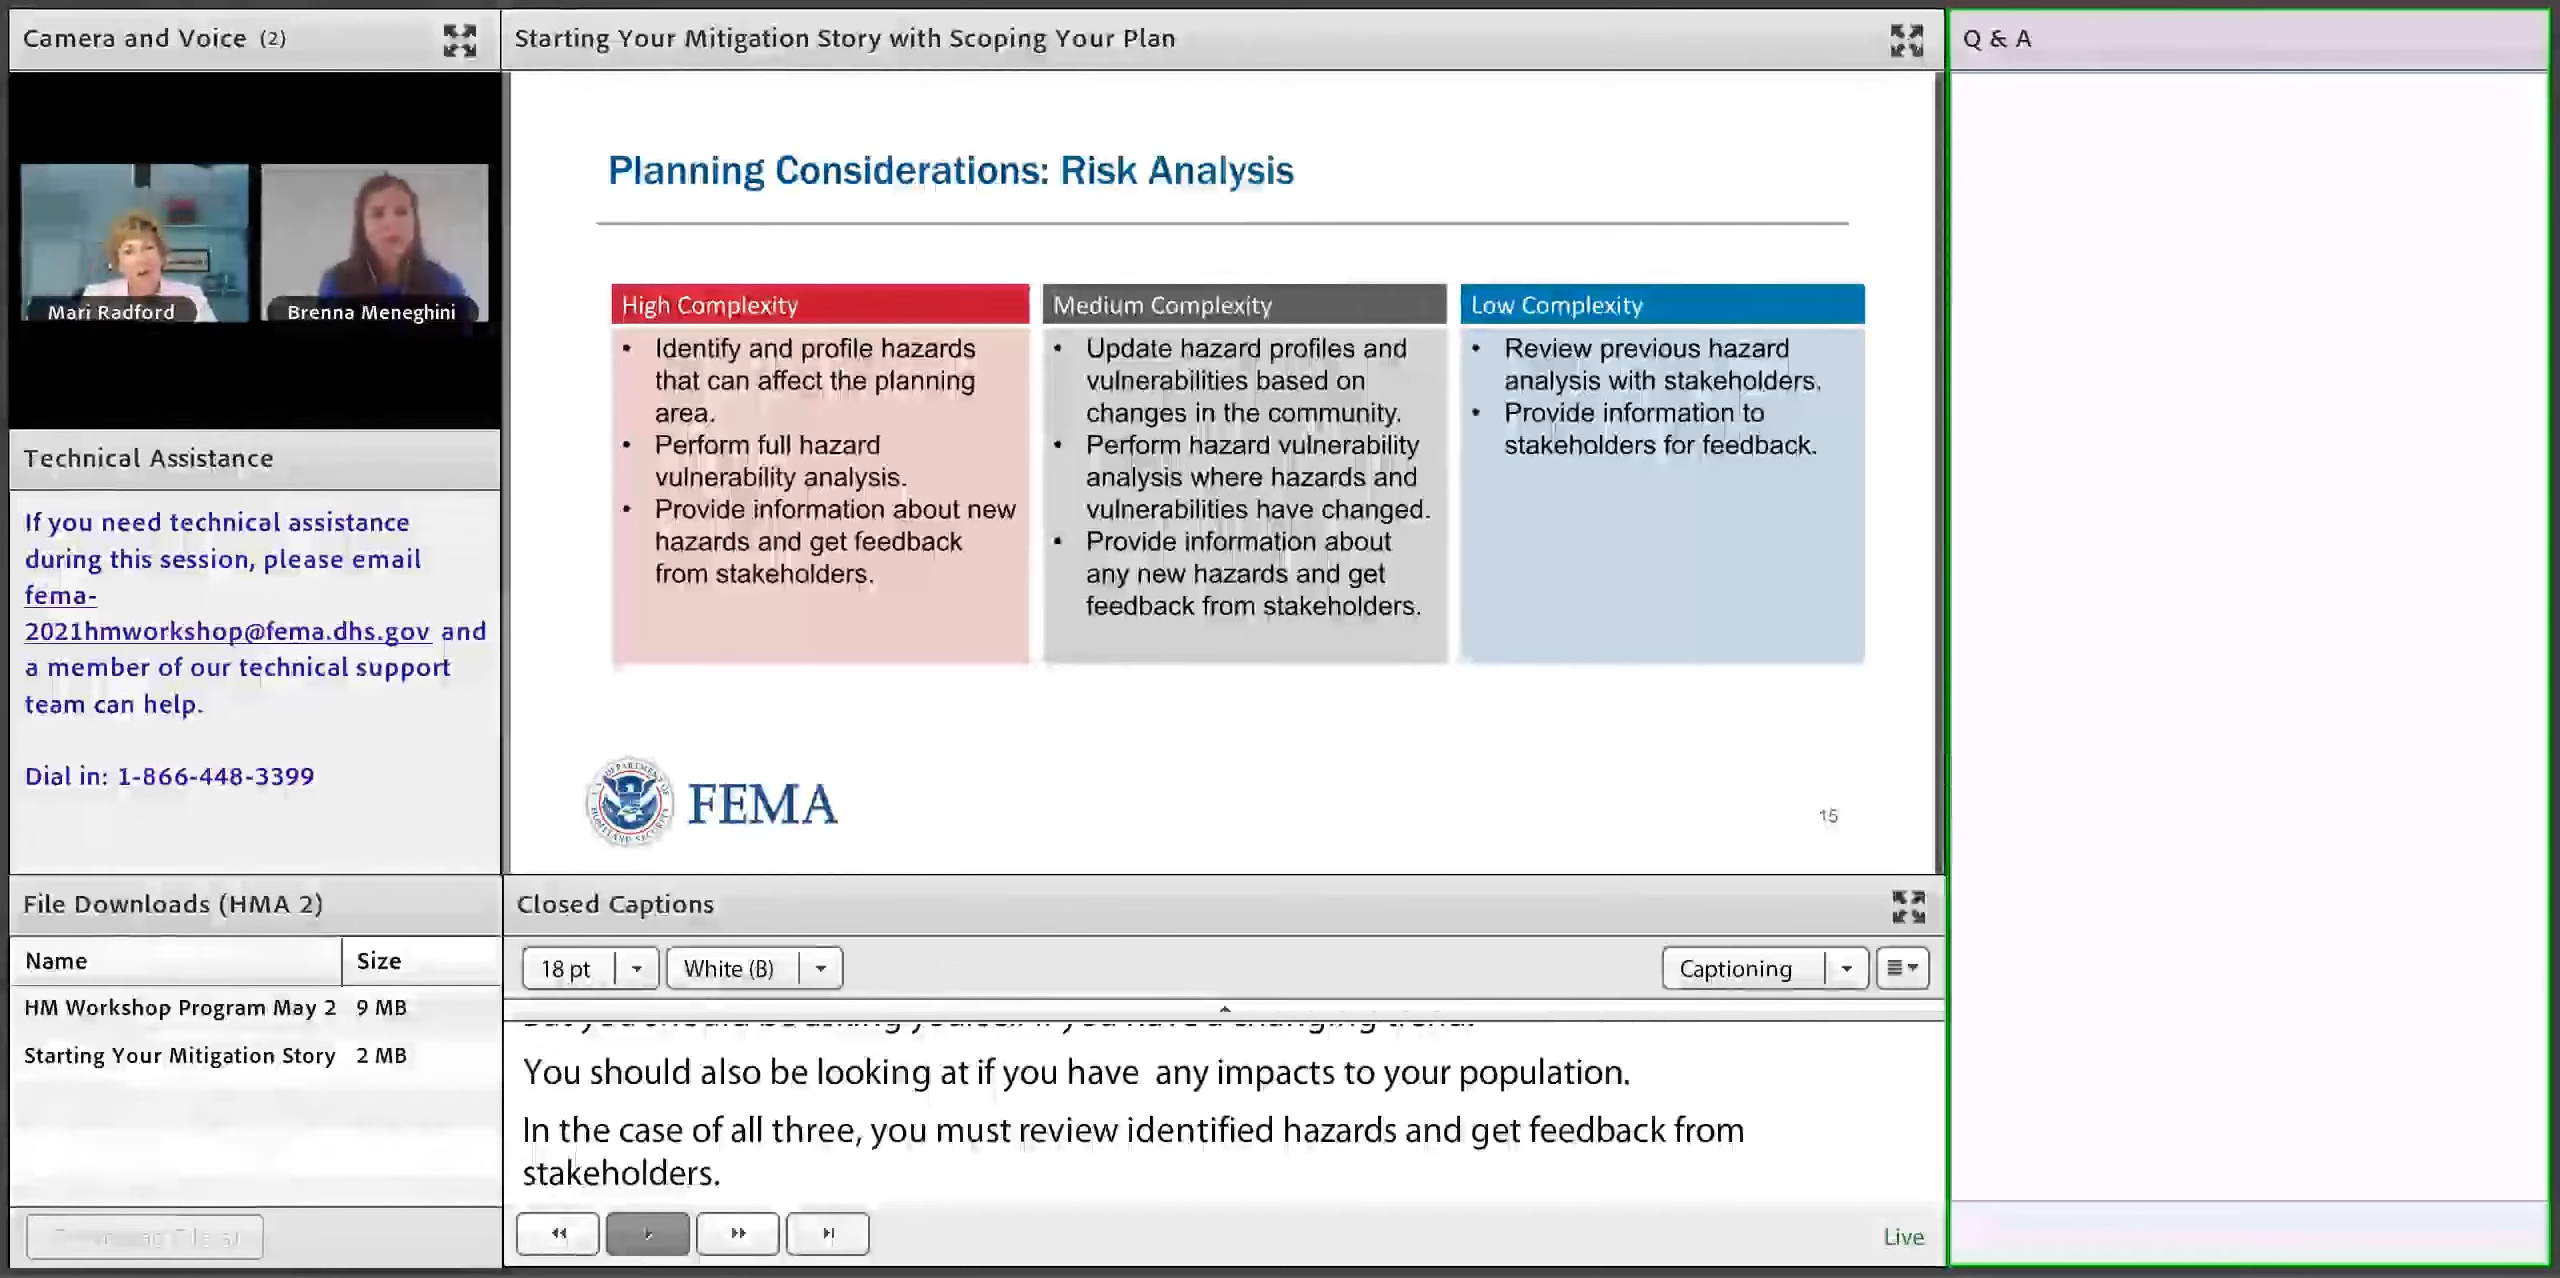 Camera and Voice (2)
Mari Radford
Brenna Meneghini
Technical Assistance
If you need technical assistance
during this session, please email
fema-
2021hmworkshop@fema.dhs.gov and
a member of our technical support
team can help.
Dial in: 1-866-448-3399
File Downloads (HMA 2)
Name Size
HM Workshop Program May 2 9 MB
Starting Your Mitigation Story 2 MB
Starting Your Mitigation Story with Scoping Your Plan
Planning Considerations: Risk Analysis
High Complexity
• Identify and profile hazards
that can affect the planning
area.
• Perform full hazard
vulnerability analysis.
• Provide information about new
hazards and get feedback
from stakeholders.
Medium Complexity
• Update hazard profiles and
vulnerabilities based on
changes in the community.
• Perform hazard vulnerability
analysis where hazards and
vulnerabilities have changed.
• Provide information about
any new hazards and get
feedback from stakeholders.
Low Complexity
• Review previous hazard
analysis with stakeholders.
• Provide information to
stakeholders for feedback.
FEMA
15
Closed Captions
18 pt
White (B)
Captioning
You should also be looking at if you have any impacts to your population.
In the case of all three, you must review identified hazards and get feedback from
stakeholders.
Live
Q & A